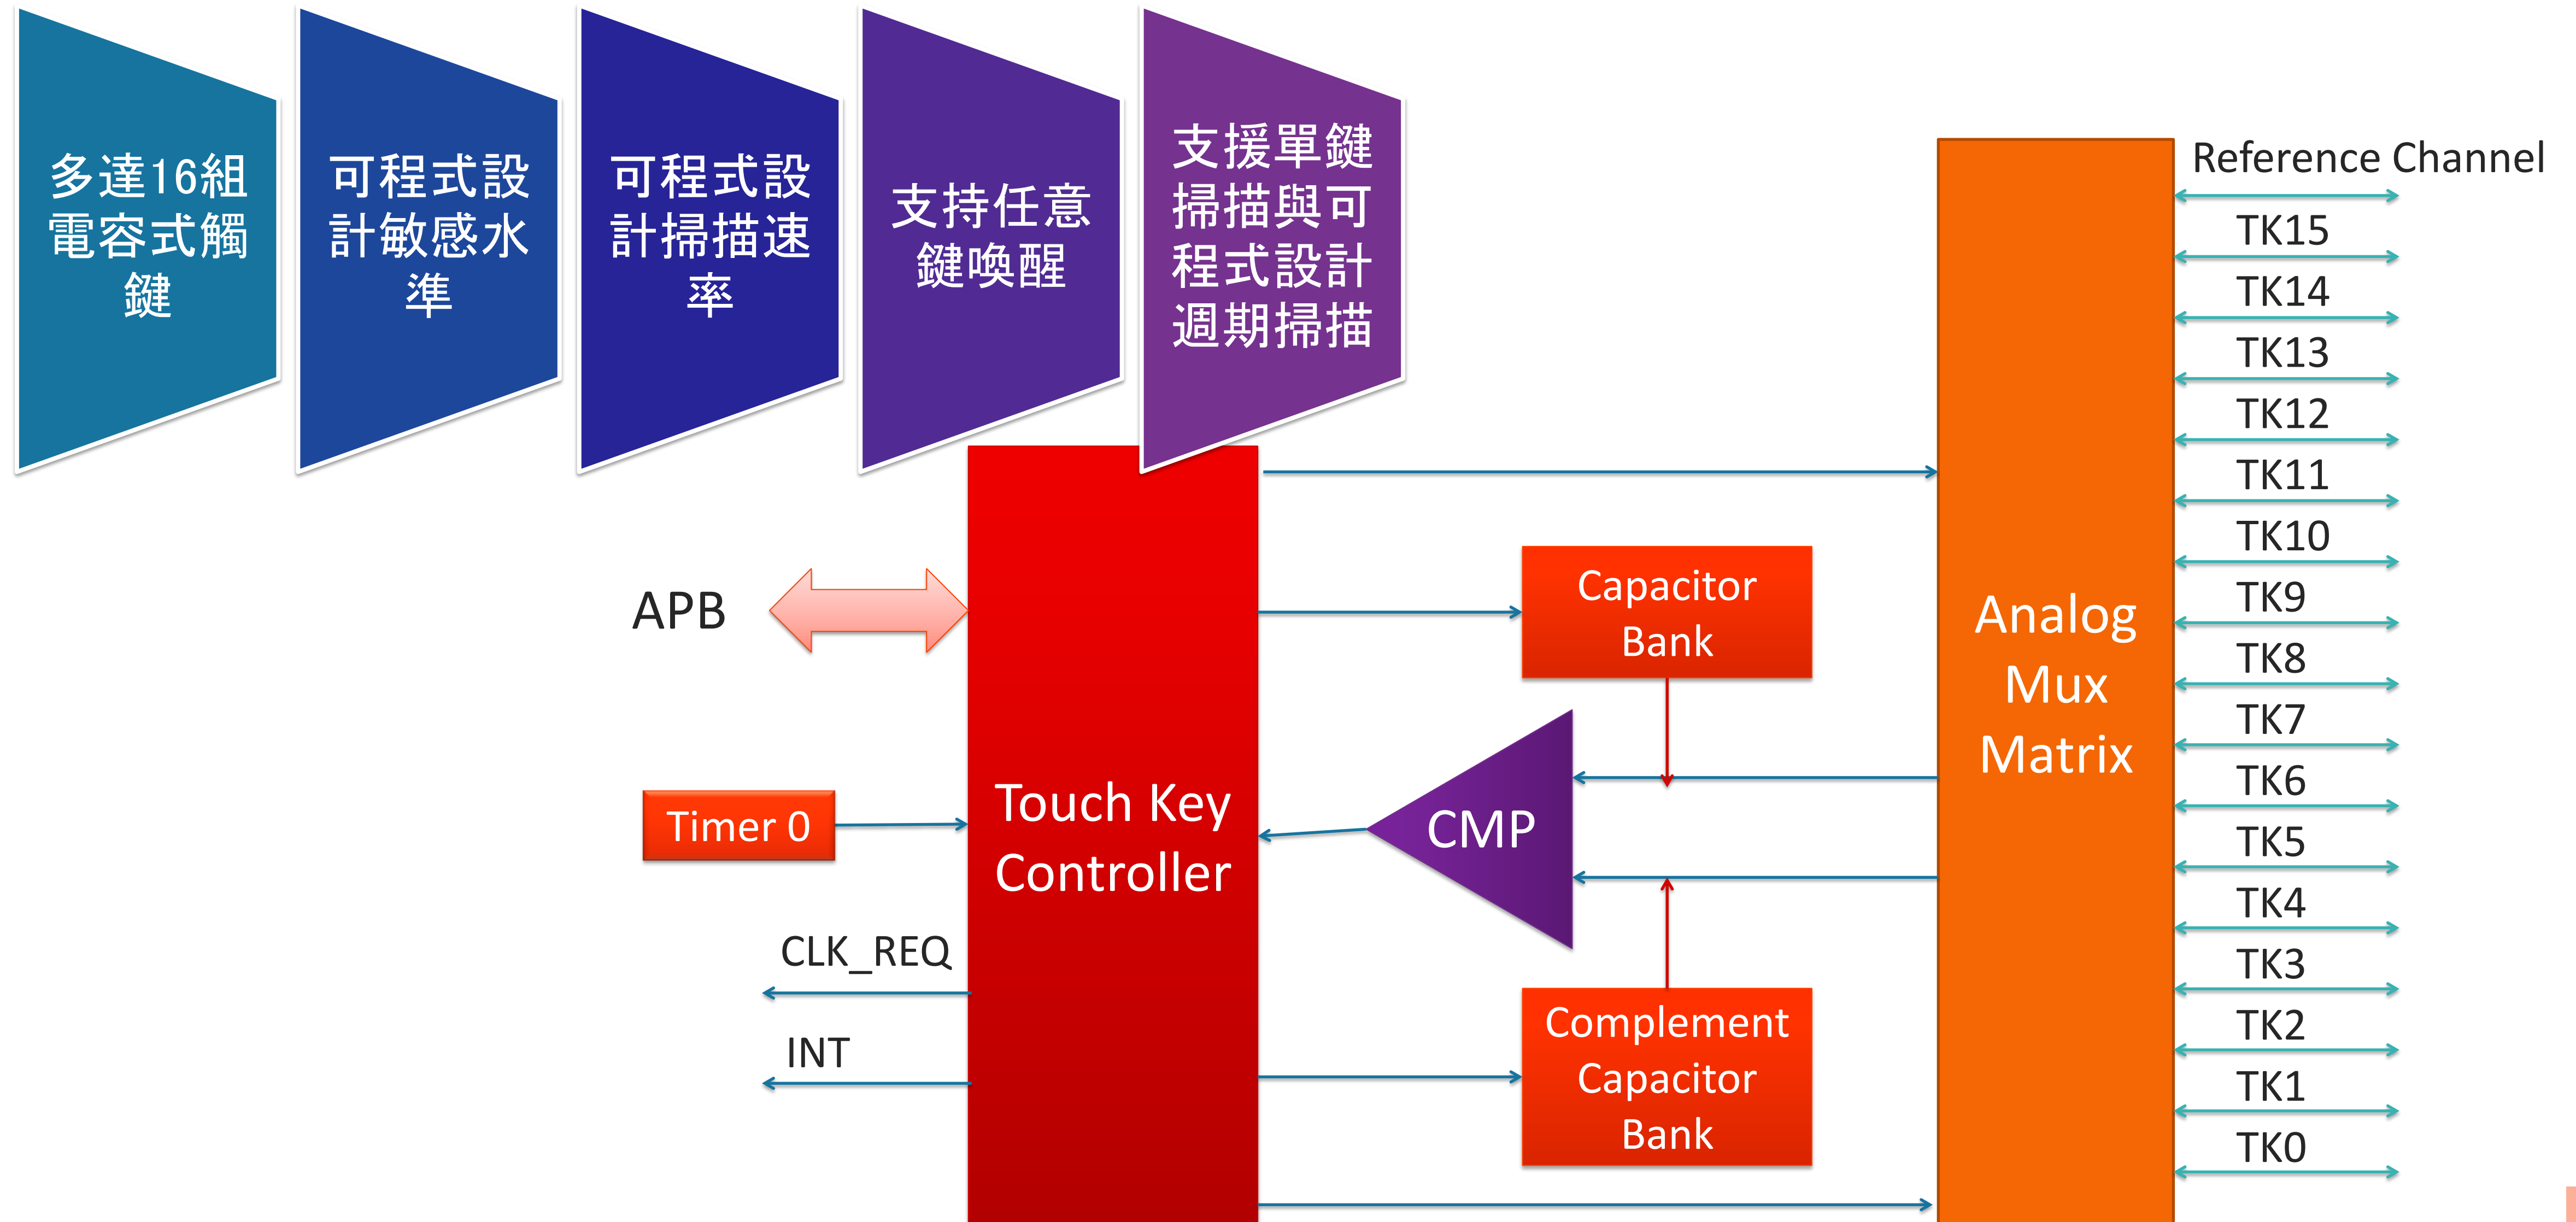 多達16組
電容式觸
鍵
可程式設
計敏感水
準
可程式設
計掃描速
率
支持任意
鍵喚醒
支援單鍵
掃描與可
程式設計
週期掃描
APB
Timer 0
CLK_REQ
INT
Touch Key
Controller
Capacitor
Bank
CMP
Complement
Capacitor
Bank
Analog
Mux
Matrix
Reference Channel
TK15
TK14
TK13
TK12
TK11
TK10
TK9
TK8
TK7
TK6
TK5
TK4
TK3
TK2
TK1
TK0